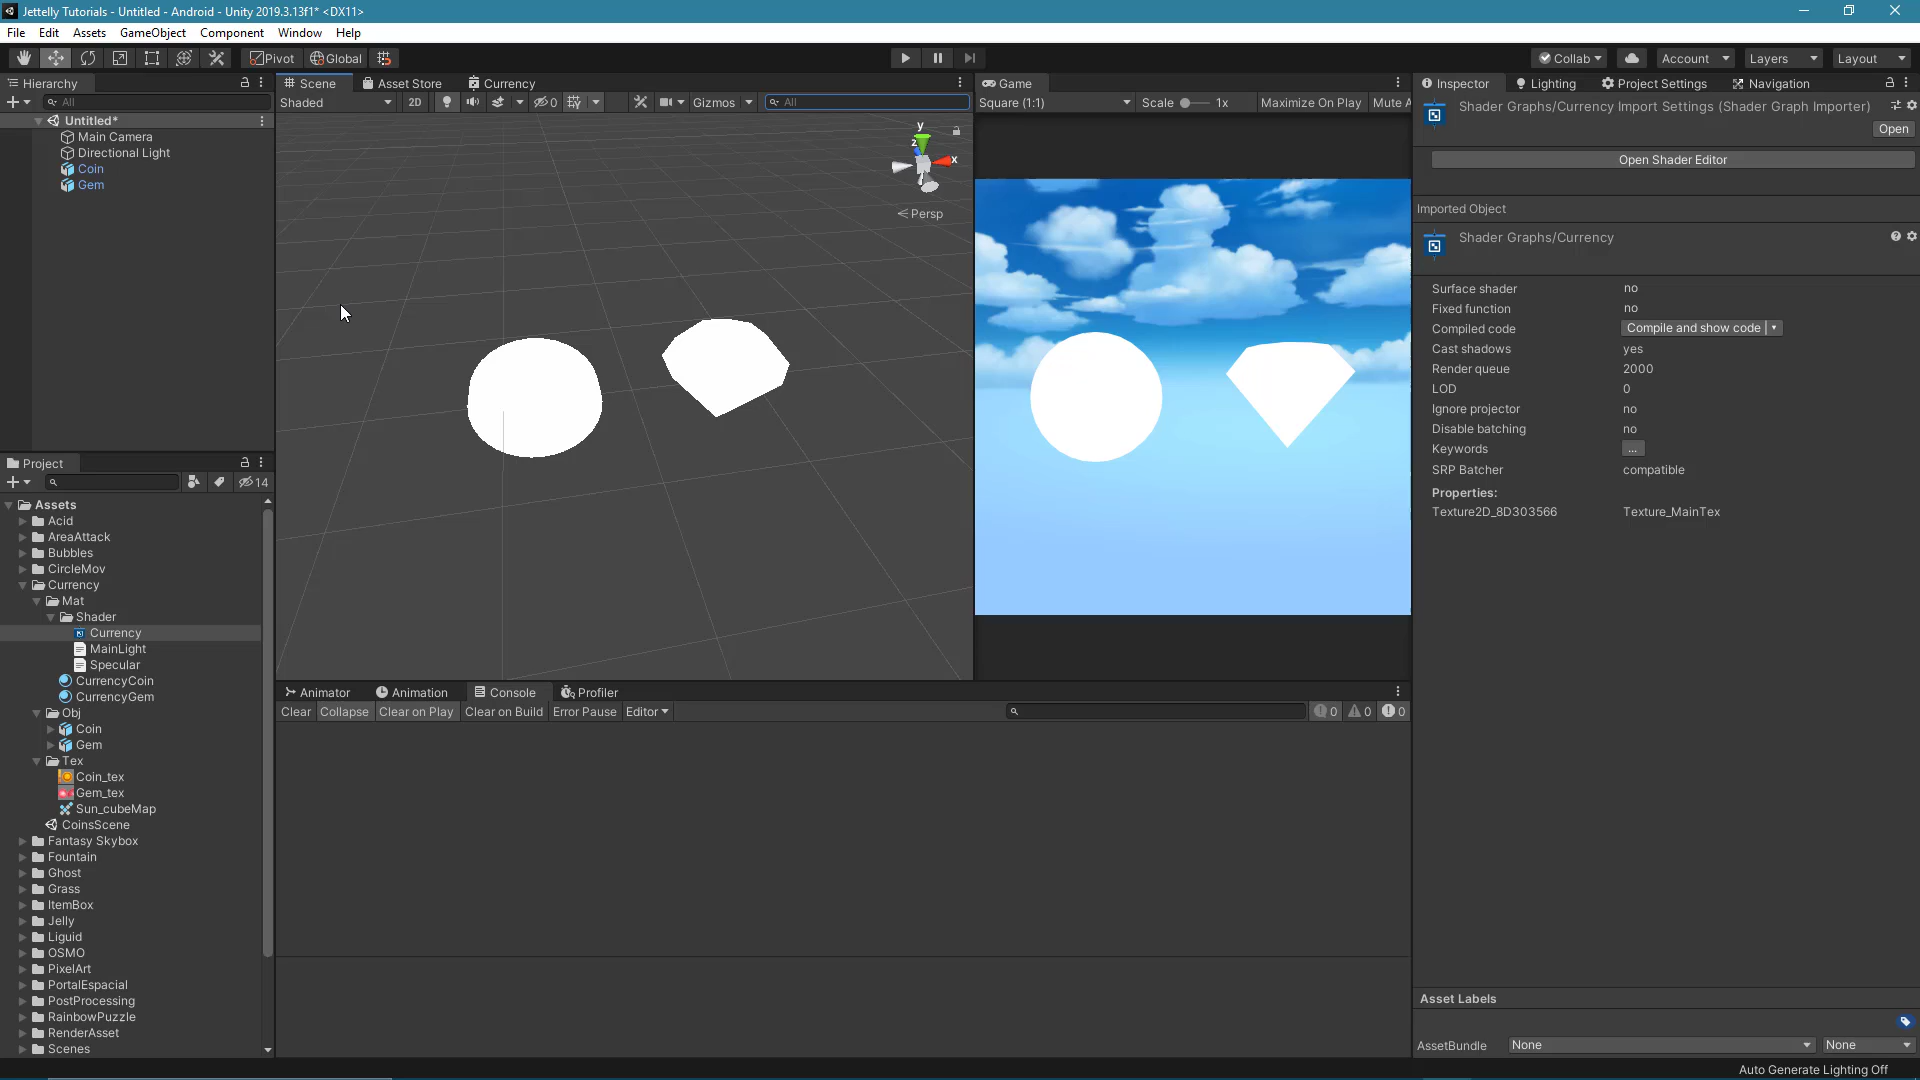 Jettelly Tutorials - Untitled - Android - Unity 2019.3.13f1* <DX11>
File Edit Assets GameObject Component Window Help
Pivot Global Collab Account Layers Layout
Hierarchy
All
Untitled*
Main Camera
Directional Light
Coin
Gem
Scene Asset Store Currency
Shaded 2D 0 Gizmos All
y
z
x
Persp
Game
Square (1:1) Scale 1x Maximize On Play Mute A
Inspector Lighting Project Settings Navigation
Shader Graphs/Currency Import Settings (Shader Graph Importer)
Open
Open Shader Editor
Imported Object
Shader Graphs/Currency
Surface shader no
Fixed function no
Compiled code Compile and show code
Cast shadows yes
Render queue 2000
LOD 0
Ignore projector no
Disable batching no
Keywords ...
SRP Batcher compatible
Properties:
Texture2D_8D303566 Texture_MainTex
Project
14
Assets
Acid
AreaAttack
Bubbles
CircleMov
Currency
Mat
Shader
Currency
MainLight
Specular
CurrencyCoin
CurrencyGem
Obj
Coin
Gem
Tex
Coin_tex
Gem_tex
Sun_cubeMap
CoinsScene
Fantasy Skybox
Fountain
Ghost
Grass
ItemBox
Jelly
Liguid
OSMO
PixelArt
PortalEspacial
PostProcessing
RainbowPuzzle
RenderAsset
Scenes
Animator Animation Console Profiler
Clear Collapse Clear on Play Clear on Build Error Pause Editor 0 0 0
Asset Labels
AssetBundle None None
Auto Generate Lighting Off